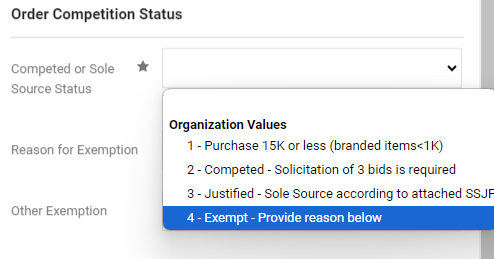 Order Competition Status
Competed or Sole
Source Status
Organization Values
1 - Purchase 15K or less (branded items<1K)
2 - Competed - Solicitation of 3 bids is required
3 - Justified - Sole Source according to attached SSJF
4 - Exempt - Provide reason below
Reason for Exemption
Other Exemption